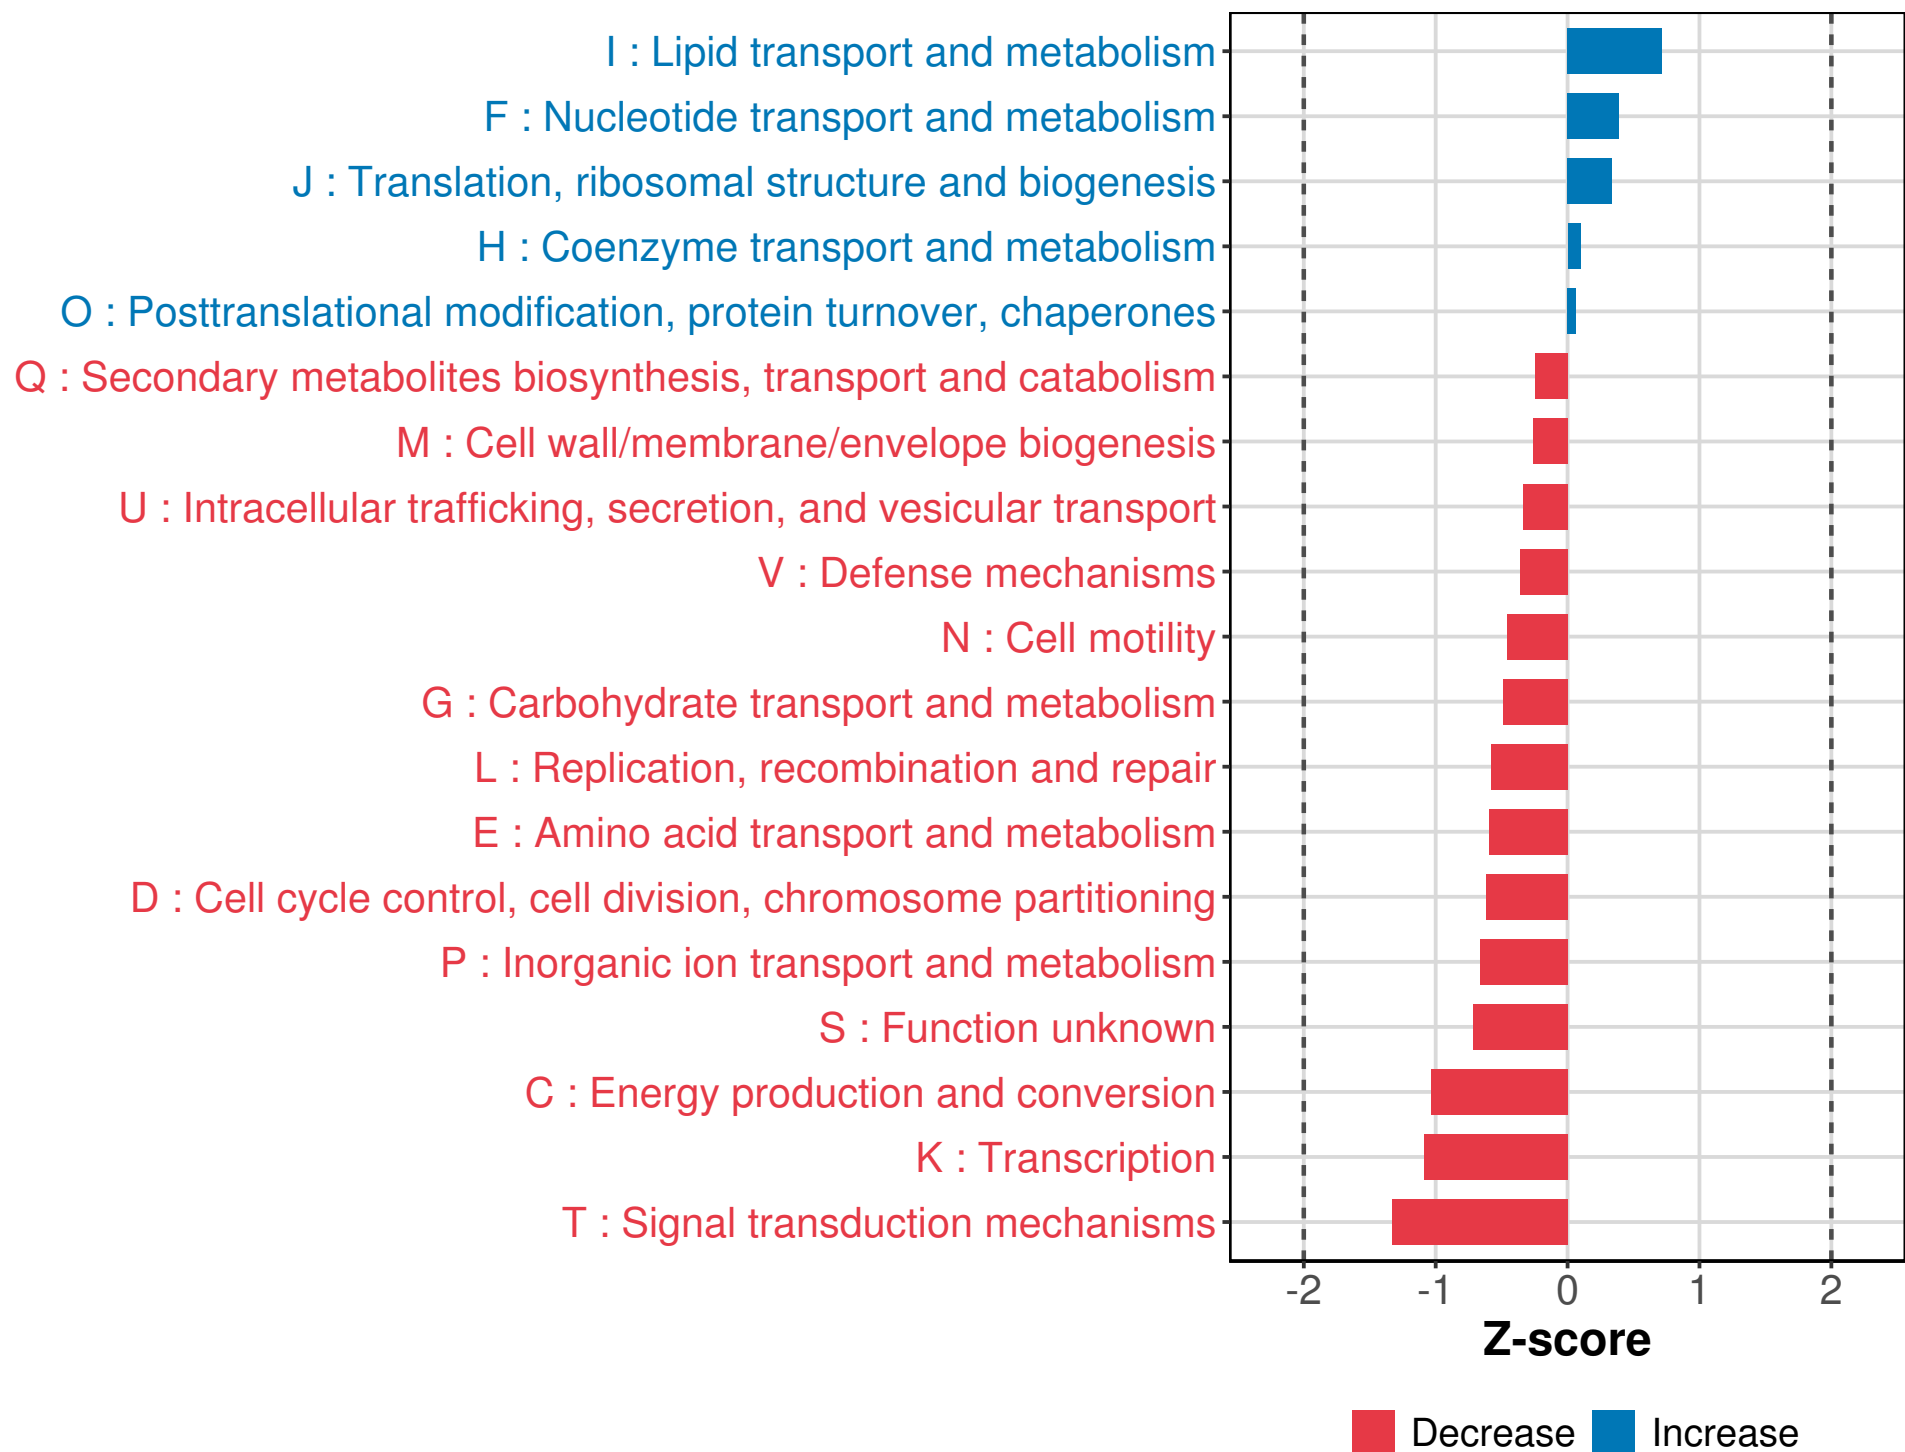 I : Lipid transport and metabolism
F : Nucleotide transport and metabolism
J : Translation, ribosomal structure and biogenesis
H : Coenzyme transport and metabolism
O : Posttranslational modification, protein turnover, chaperones
Q : Secondary metabolites biosynthesis, transport and catabolism
M : Cell wall/membrane/envelope biogenesis
U : Intracellular trafficking, secretion, and vesicular transport
V : Defense mechanisms
N : Cell motility
G : Carbohydrate transport and metabolism
L : Replication, recombination and repair
E : Amino acid transport and metabolism
D : Cell cycle control, cell division, chromosome partitioning
P : Inorganic ion transport and metabolism
S : Function unknown
C : Energy production and conversion
K : Transcription
T : Signal transduction mechanisms
-2 -1 0 1 2
Z-score
Decrease Increase